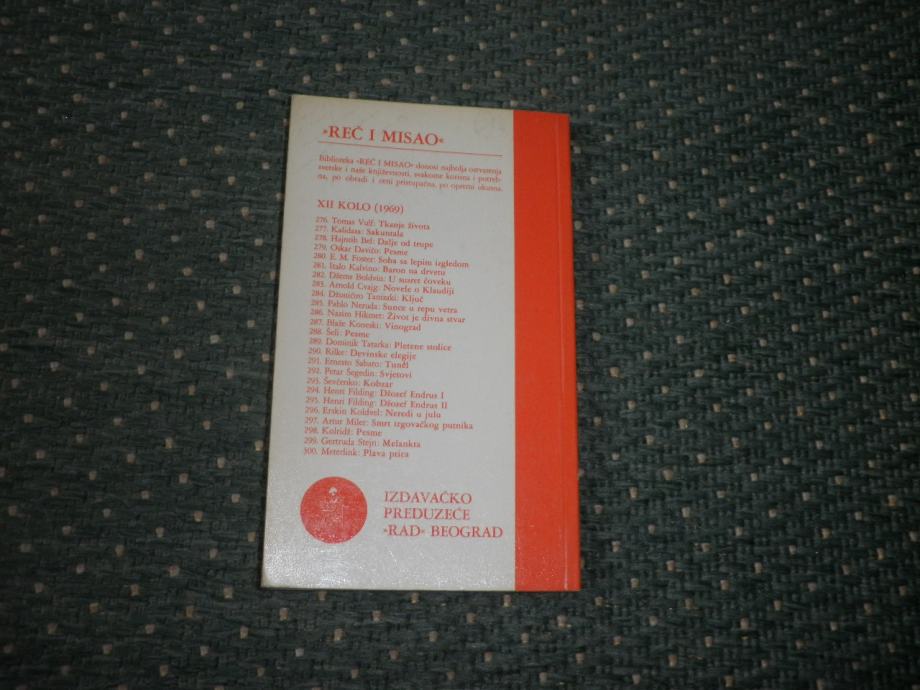 »REČ I MISAO«
Biblioteka »REČ I MISAO« donosi najbolja ostvarenja
svetske i naše književnosti, svakome korisna i potreb-
na, po obradi i ceni pristupačna, po opremi ukusna.
XII KOLO (1969)
276. Tomas Vulf: Tkanje života
277. Kalidasa: Sakuntala
278. Hajnrih Bel: Dalje od trupe
279. Oskar Davičo: Pesme
280. E. M. Foster: Soba sa lepim izgledom
281. Italo Kalvino: Baron na drvetu
282. Džems Boldvin: U susret čoveku
283. Arnold Cvajg: Novele o Klaudiji
284. Džuničiro Tanizaki: Ključ
285. Pablo Neruda: Sunce u repu vetra
286. Nazim Hikmet: Život je divna stvar
287. Blaže Koneski: Vinograd
288. Šeli: Pesme
289. Dominik Tatarka: Pletene stolice
290. Rilke: Devinske elegije
291. Ernesto Sabato: Tunel
292. Petar Šegedin: Svjetovi
293. Ševčenko: Kobzar
294. Henri Filding: Džozef Endrus I
295. Henri Filding: Džozef Endrus II
296. Erskin Koldvel: Neredi u julu
297. Artur Miler: Smrt trgovačkog putnika
298. Kolridž: Pesme
299. Gertruda Stejn: Melankta
300. Meterlink: Plava ptica
IZDAVAČKO
PREDUZEĆE
»RAD« BEOGRAD